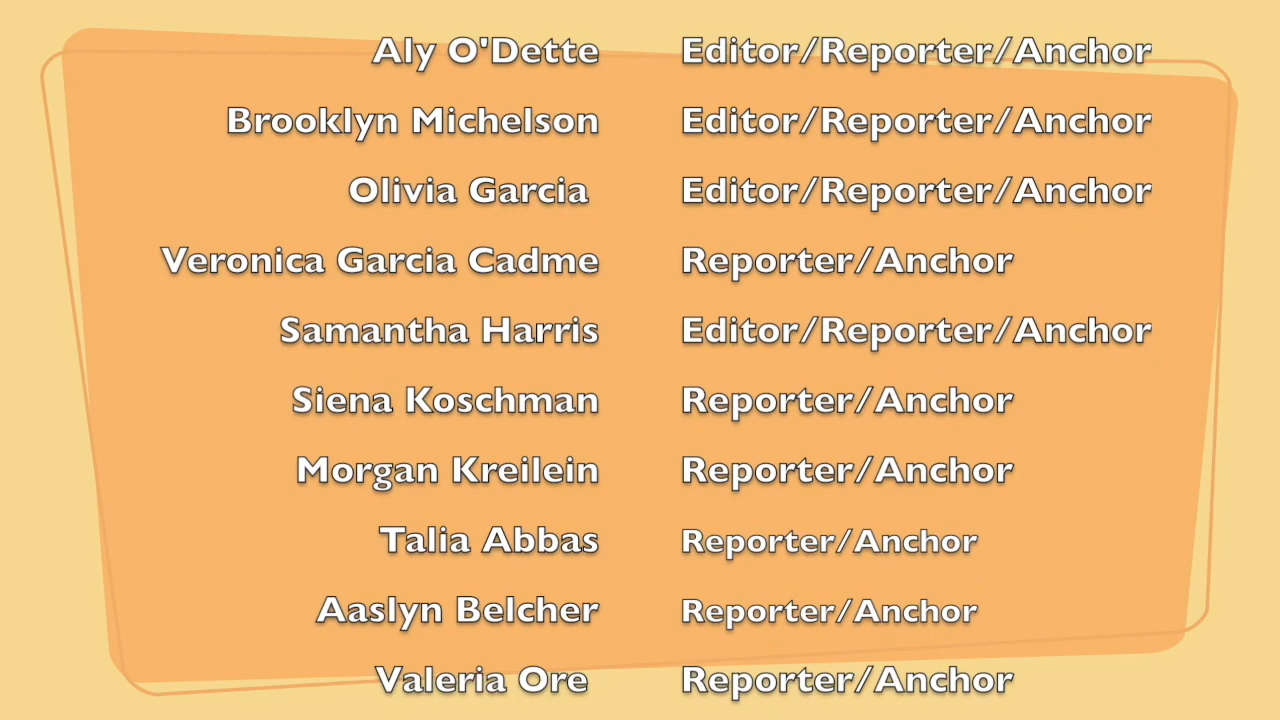 Aly O'Dette Editor/Reporter/Anchor
Brooklyn Michelson Editor/Reporter/Anchor
Olivia Garcia Editor/Reporter/Anchor
Veronica Garcia Cadme Reporter/Anchor
Samantha Harris Editor/Reporter/Anchor
Siena Koschman Reporter/Anchor
Morgan Kreilein Reporter/Anchor
Talia Abbas Reporter/Anchor
Aaslyn Belcher Reporter/Anchor
Valeria Ore Reporter/Anchor